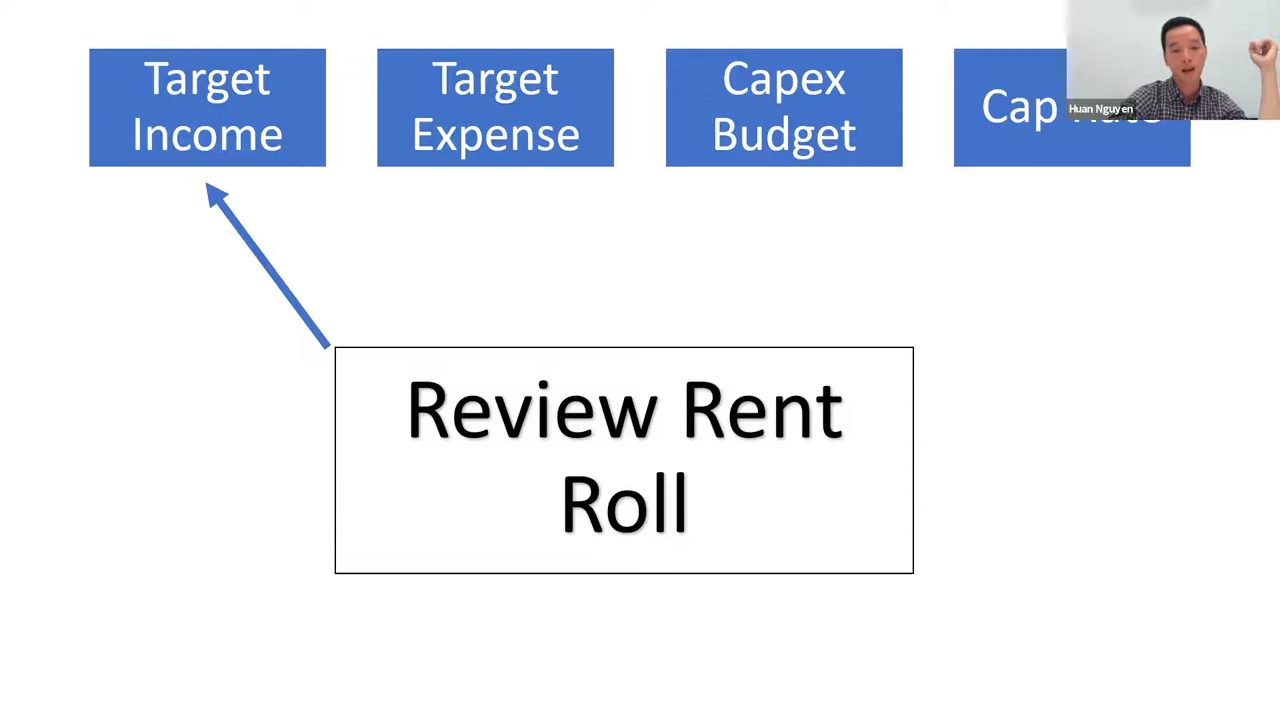 Target
Income
Target
Expense
Capex
Budget
Cap
Huan Nguyen
Review Rent
Roll